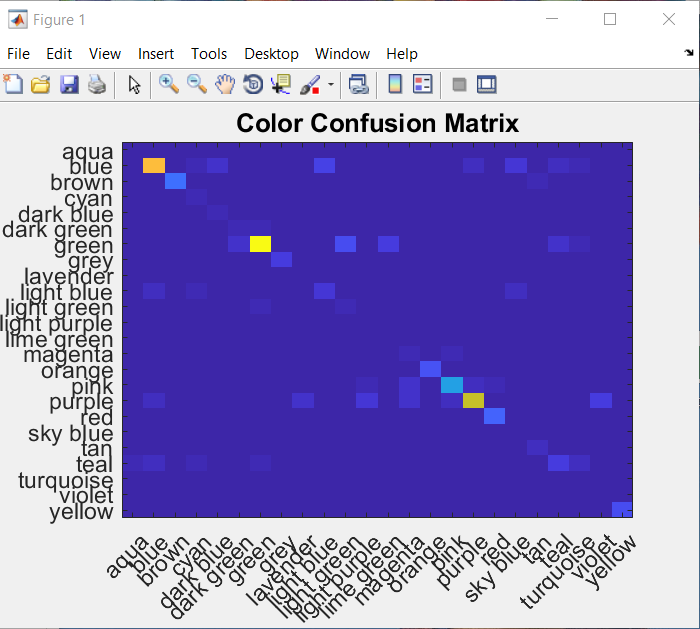 Figure 1
File Edit View Insert Tools Desktop Window Help
Color Confusion Matrix
aqua
blue
brown
cyan
dark blue
dark green
green
grey
lavender
light blue
light green
light purple
lime green
magenta
orange
pink
purple
red
sky blue
tan
teal
turquoise
violet
yellow
aqua
blue
brown
cyan
dark blue
dark green
green
grey
lavender
light blue
light green
light purple
lime green
magenta
orange
pink
purple
red
sky blue
tan
teal
turquoise
violet
yellow